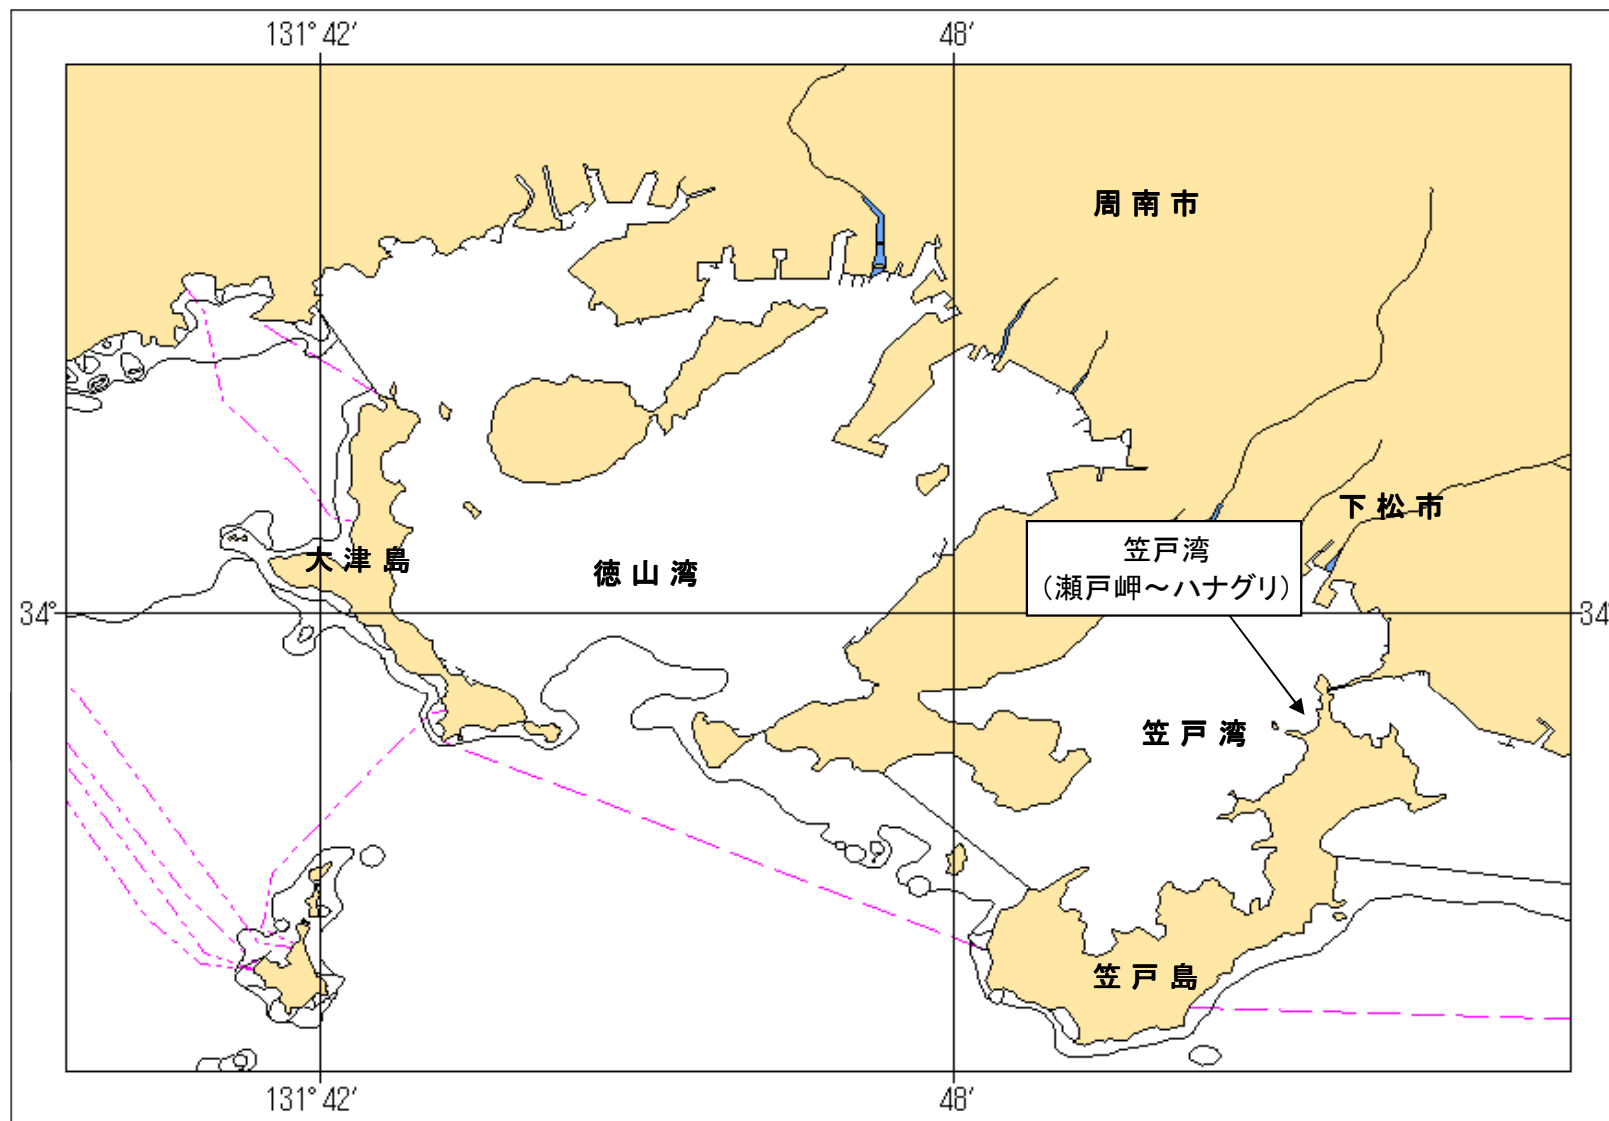 131°42′
48′
周南市
下松市
笠戸湾
(瀬戸岬～ハナグリ)
大津島
徳山湾
34°
34
笠戸湾
笠戸島
131°42′
48′